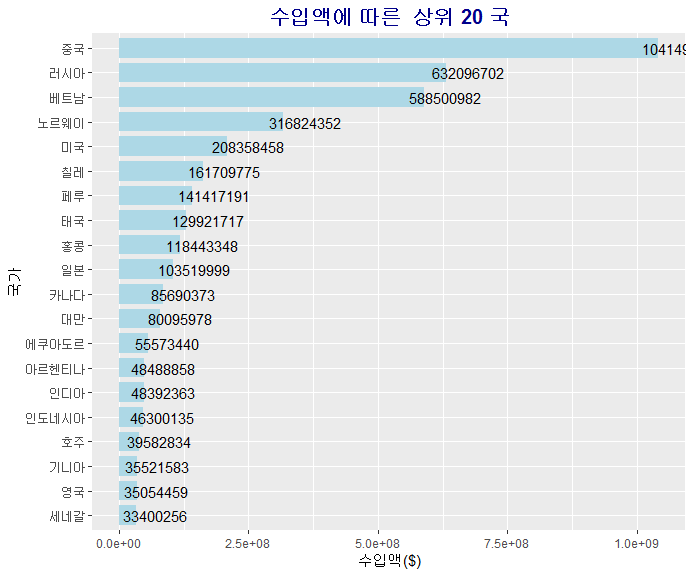 수입액에 따른 상위 20 국
국가
중국 104149
러시아 632096702
베트남 588500982
노르웨이 316824352
미국 208358458
칠레 161709775
페루 141417191
태국 129921717
홍콩 118443348
일본 103519999
카나다 85690373
대만 80095978
에쿠아도르 55573440
아르헨티나 48488858
인디아 48392363
인도네시아 46300135
호주 39582834
기니아 35521583
영국 35054459
세네갈 33400256
0.0e+00 2.5e+08 5.0e+08 7.5e+08 1.0e+09
수입액($)